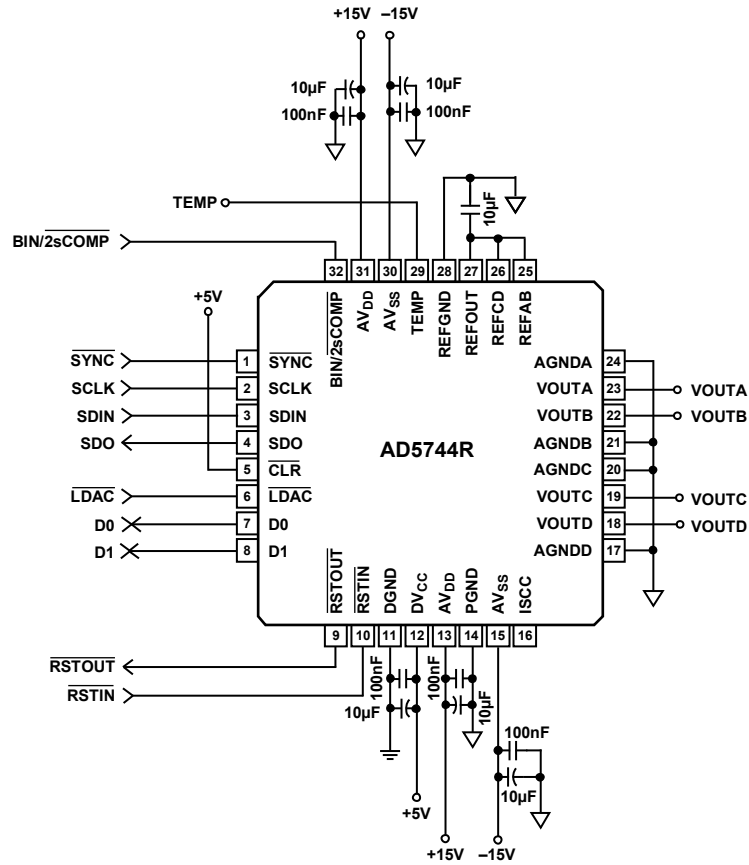 +15V –15V
10µF 10µF
100nF 100nF
TEMP
10µF
BIN/2sCOMP
32 31 30 29 28 27 26 25
+5V
BIN/2sCOMP
AVDD
AVSS
TEMP
REFGND
REFOUT
REFCD
REFAB
SYNC 1 SYNC
SCLK 2 SCLK
SDIN 3 SDIN
SDO 4 SDO
5 CLR
LDAC 6 LDAC
D0 7 D0
D1 8 D1
AD5744R
AGNDA 24
VOUTA 23 VOUTA
VOUTB 22 VOUTB
AGNDB 21
AGNDC 20
VOUTC 19 VOUTC
VOUTD 18 VOUTD
AGNDD 17
RSTOUT
RSTIN
DGND
DVCC
AVDD
PGND
AVSS
ISCC
9 10 11 12 13 14 15 16
RSTOUT
RSTIN
100nF
10µF
100nF
10µF
100nF
10µF
+5V
+15V –15V